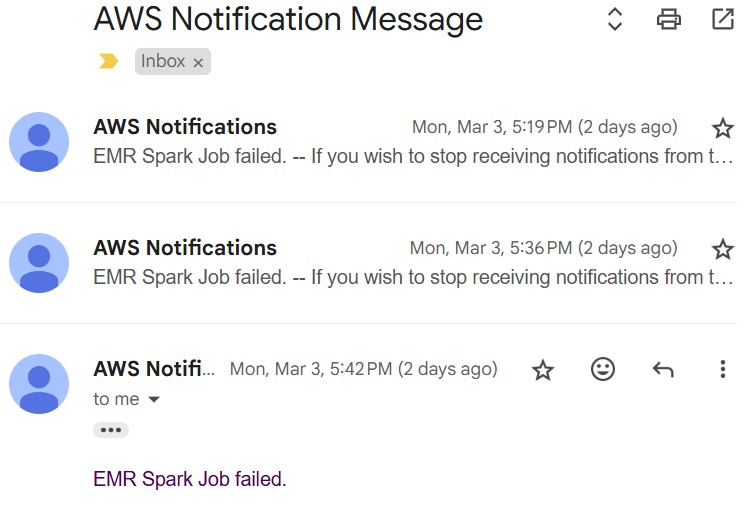 AWS Notification Message
Inbox ×
AWS Notifications Mon, Mar 3, 5:19 PM (2 days ago)
EMR Spark Job failed. -- If you wish to stop receiving notifications from t...
AWS Notifications Mon, Mar 3, 5:36 PM (2 days ago)
EMR Spark Job failed. -- If you wish to stop receiving notifications from t...
AWS Notifi... Mon, Mar 3, 5:42 PM (2 days ago)
to me
EMR Spark Job failed.